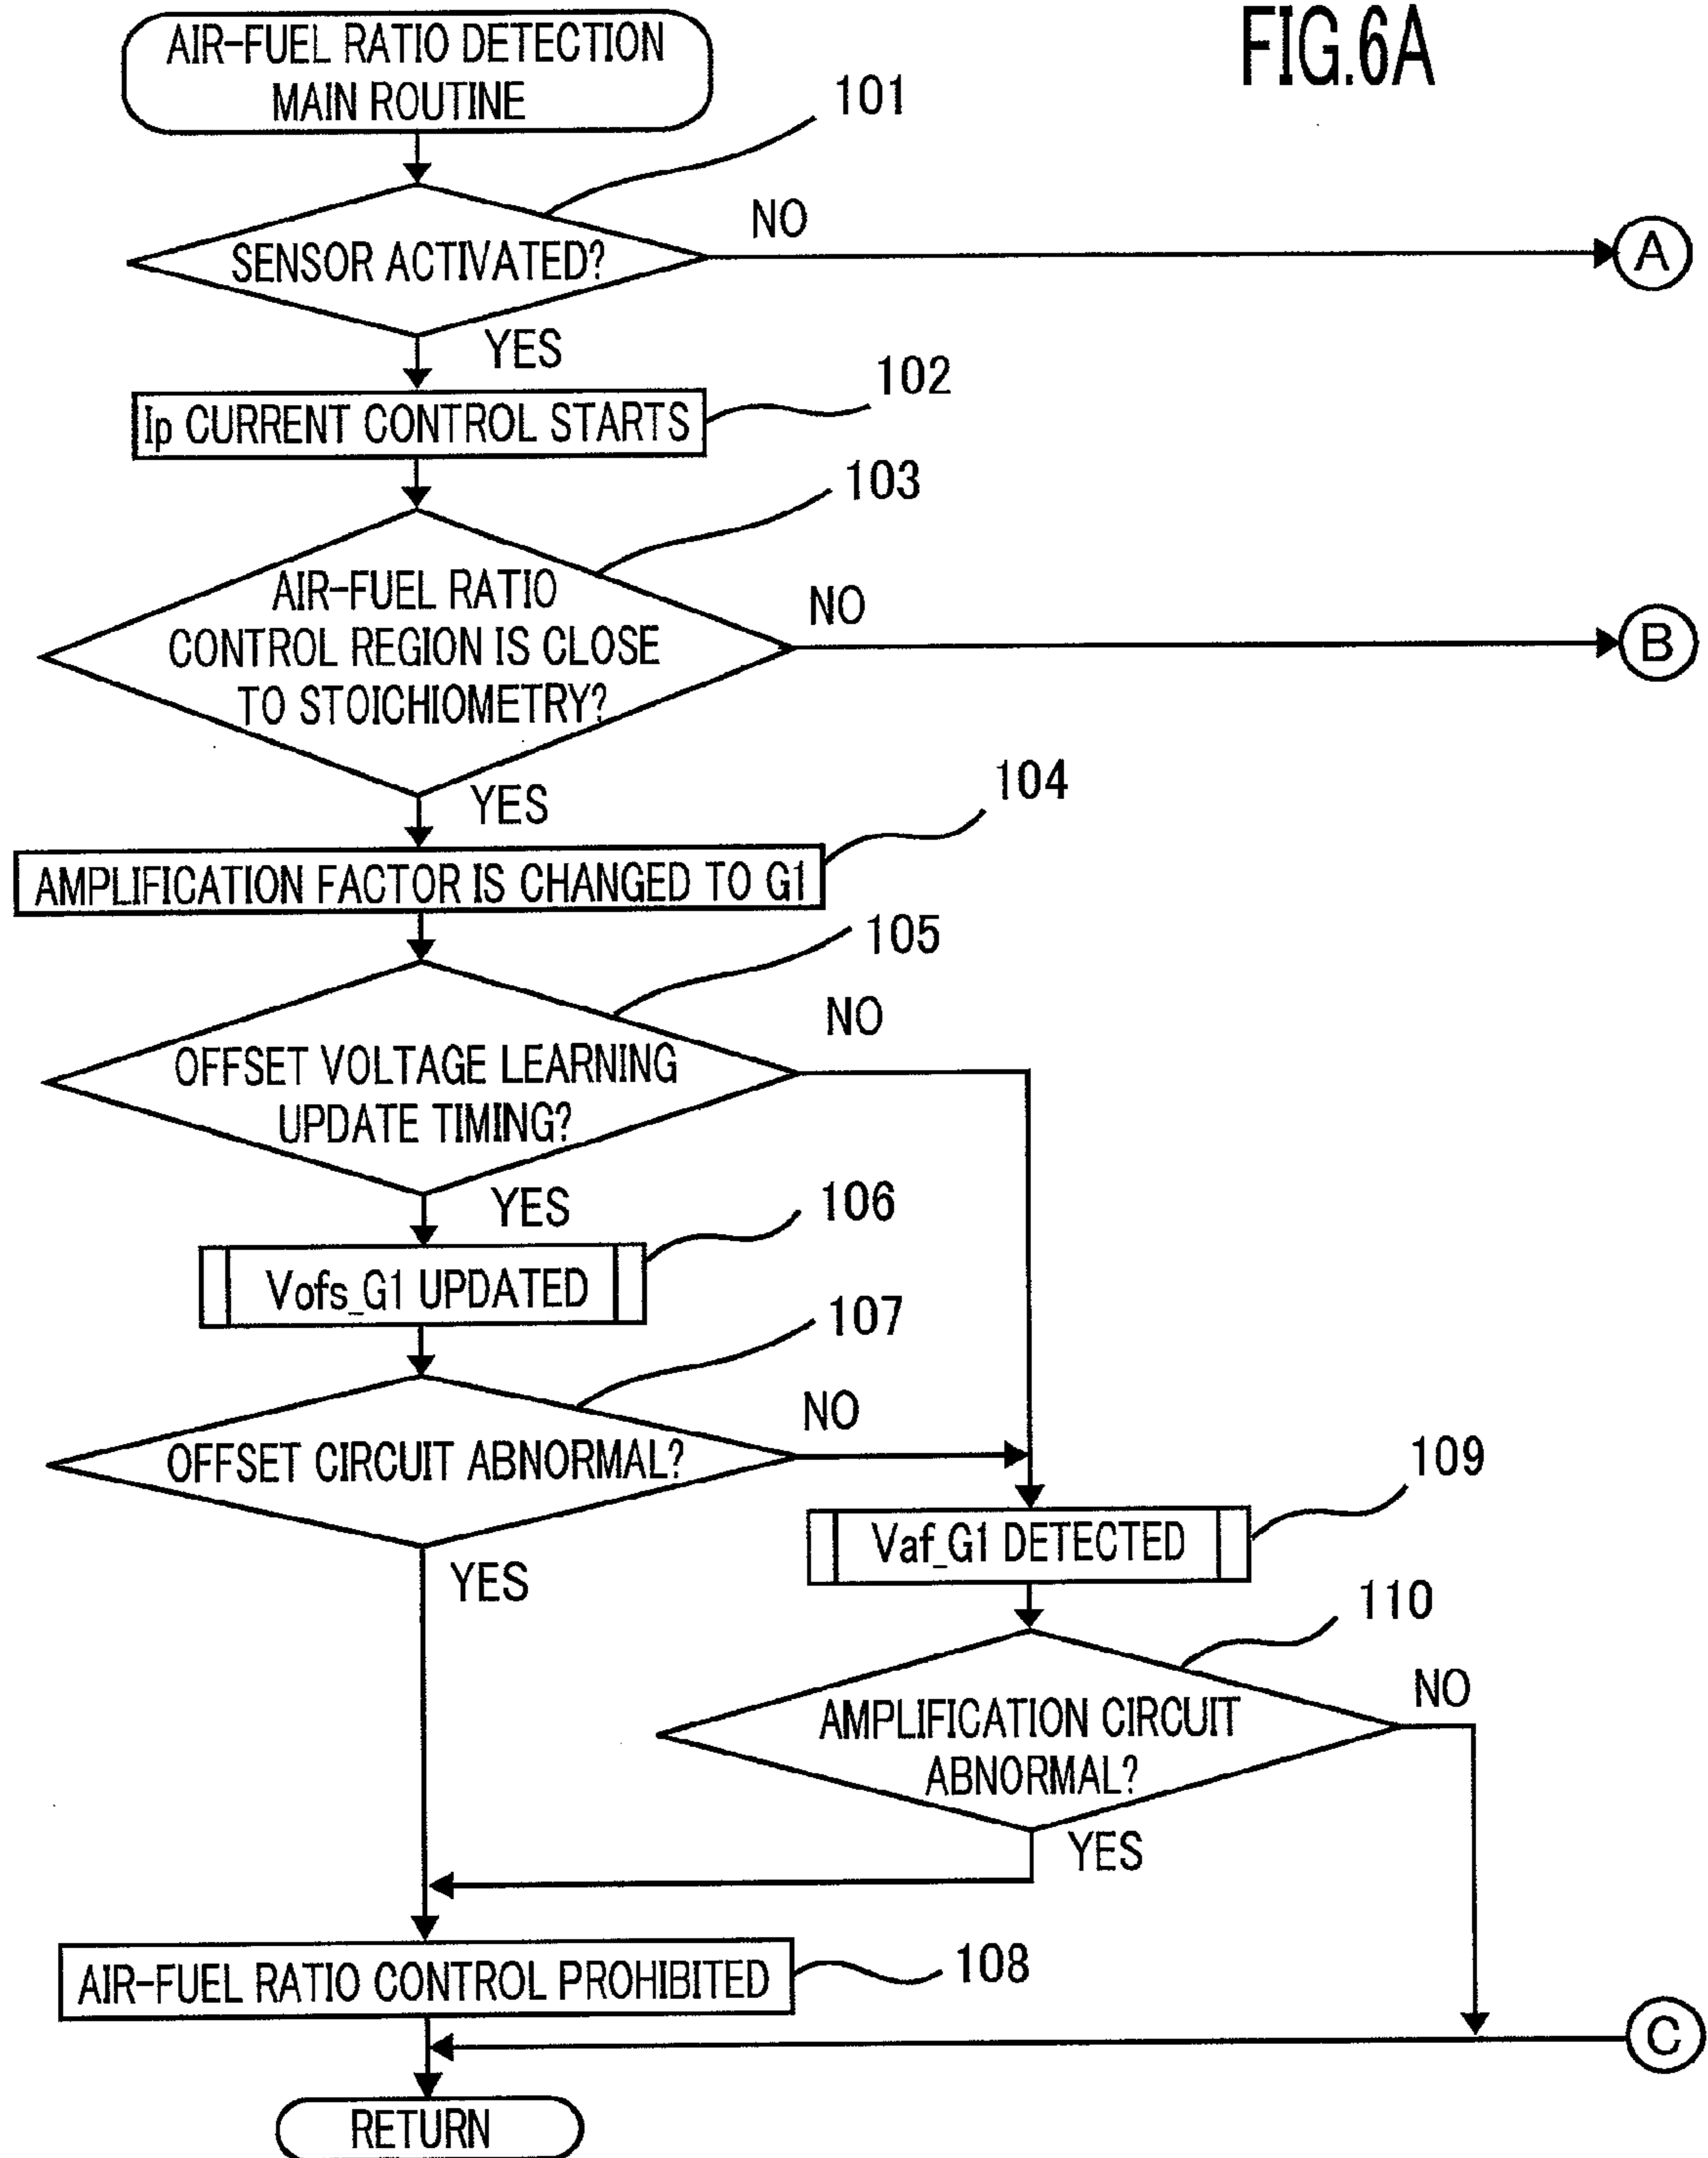 FIG.6A
AIR-FUEL RATIO DETECTION
MAIN ROUTINE
101
SENSOR ACTIVATED?
NO
A
YES
102
Ip CURRENT CONTROL STARTS
103
AIR-FUEL RATIO
CONTROL REGION IS CLOSE
TO STOICHIOMETRY?
NO
B
YES
104
AMPLIFICATION FACTOR IS CHANGED TO G1
105
OFFSET VOLTAGE LEARNING
UPDATE TIMING?
NO
YES
106
Vofs_G1 UPDATED
107
OFFSET CIRCUIT ABNORMAL?
NO
YES
109
Vaf_G1 DETECTED
110
AMPLIFICATION CIRCUIT
ABNORMAL?
NO
YES
AIR-FUEL RATIO CONTROL PROHIBITED
108
C
RETURN